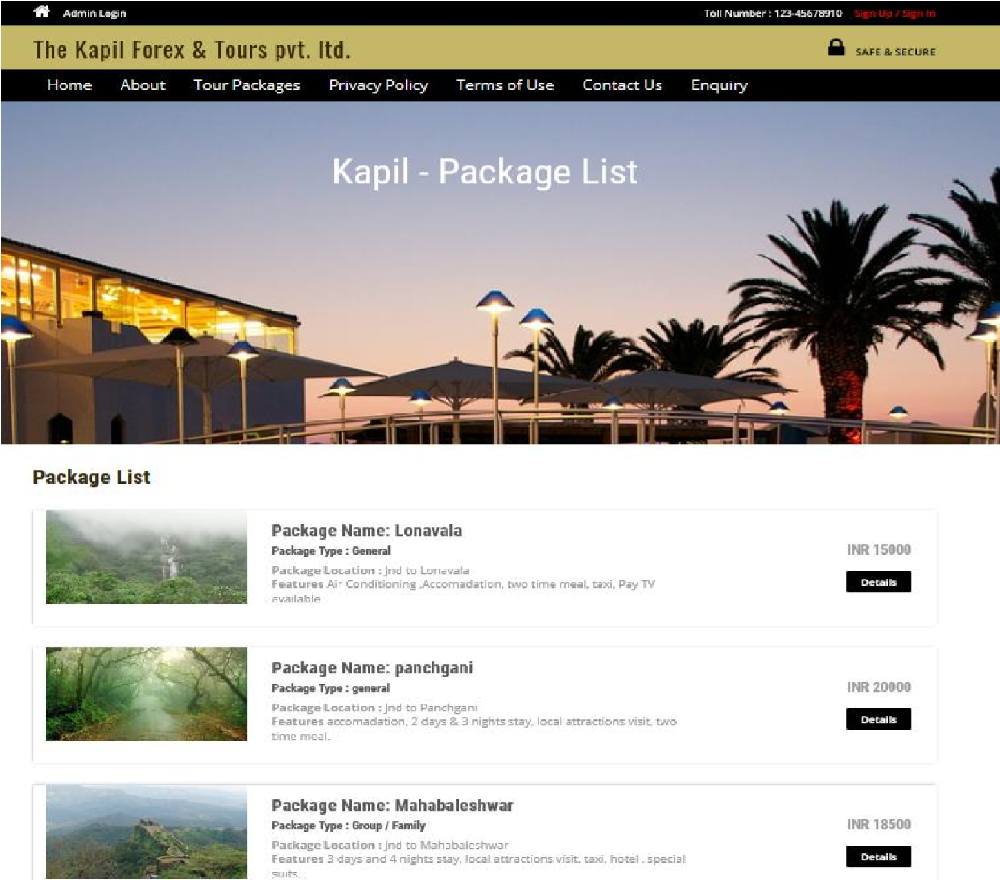 Admin Login
Toll Number : 123-45678910 Sign Up / Sign In
The Kapil Forex & Tours pvt. ltd.
SAFE & SECURE
Home About Tour Packages Privacy Policy Terms of Use Contact Us Enquiry
Kapil - Package List
Package List
Package Name: Lonavala
Package Type : General
Package Location : Jnd to Lonavala
Features Air Conditioning ,Accomadation, two time meal, taxi, Pay TV
available
INR 15000
Details
Package Name: panchgani
Package Type : general
Package Location : Jnd to Panchgani
Features accomadation, 2 days & 3 nights stay, local attractions visit, two
time meal.
INR 20000
Details
Package Name: Mahabaleshwar
Package Type : Group / Family
Package Location : Jnd to Mahabaleshwar
Features 3 days and 4 nights stay, local attractions visit, taxi, hotel , special
suits..
INR 18500
Details